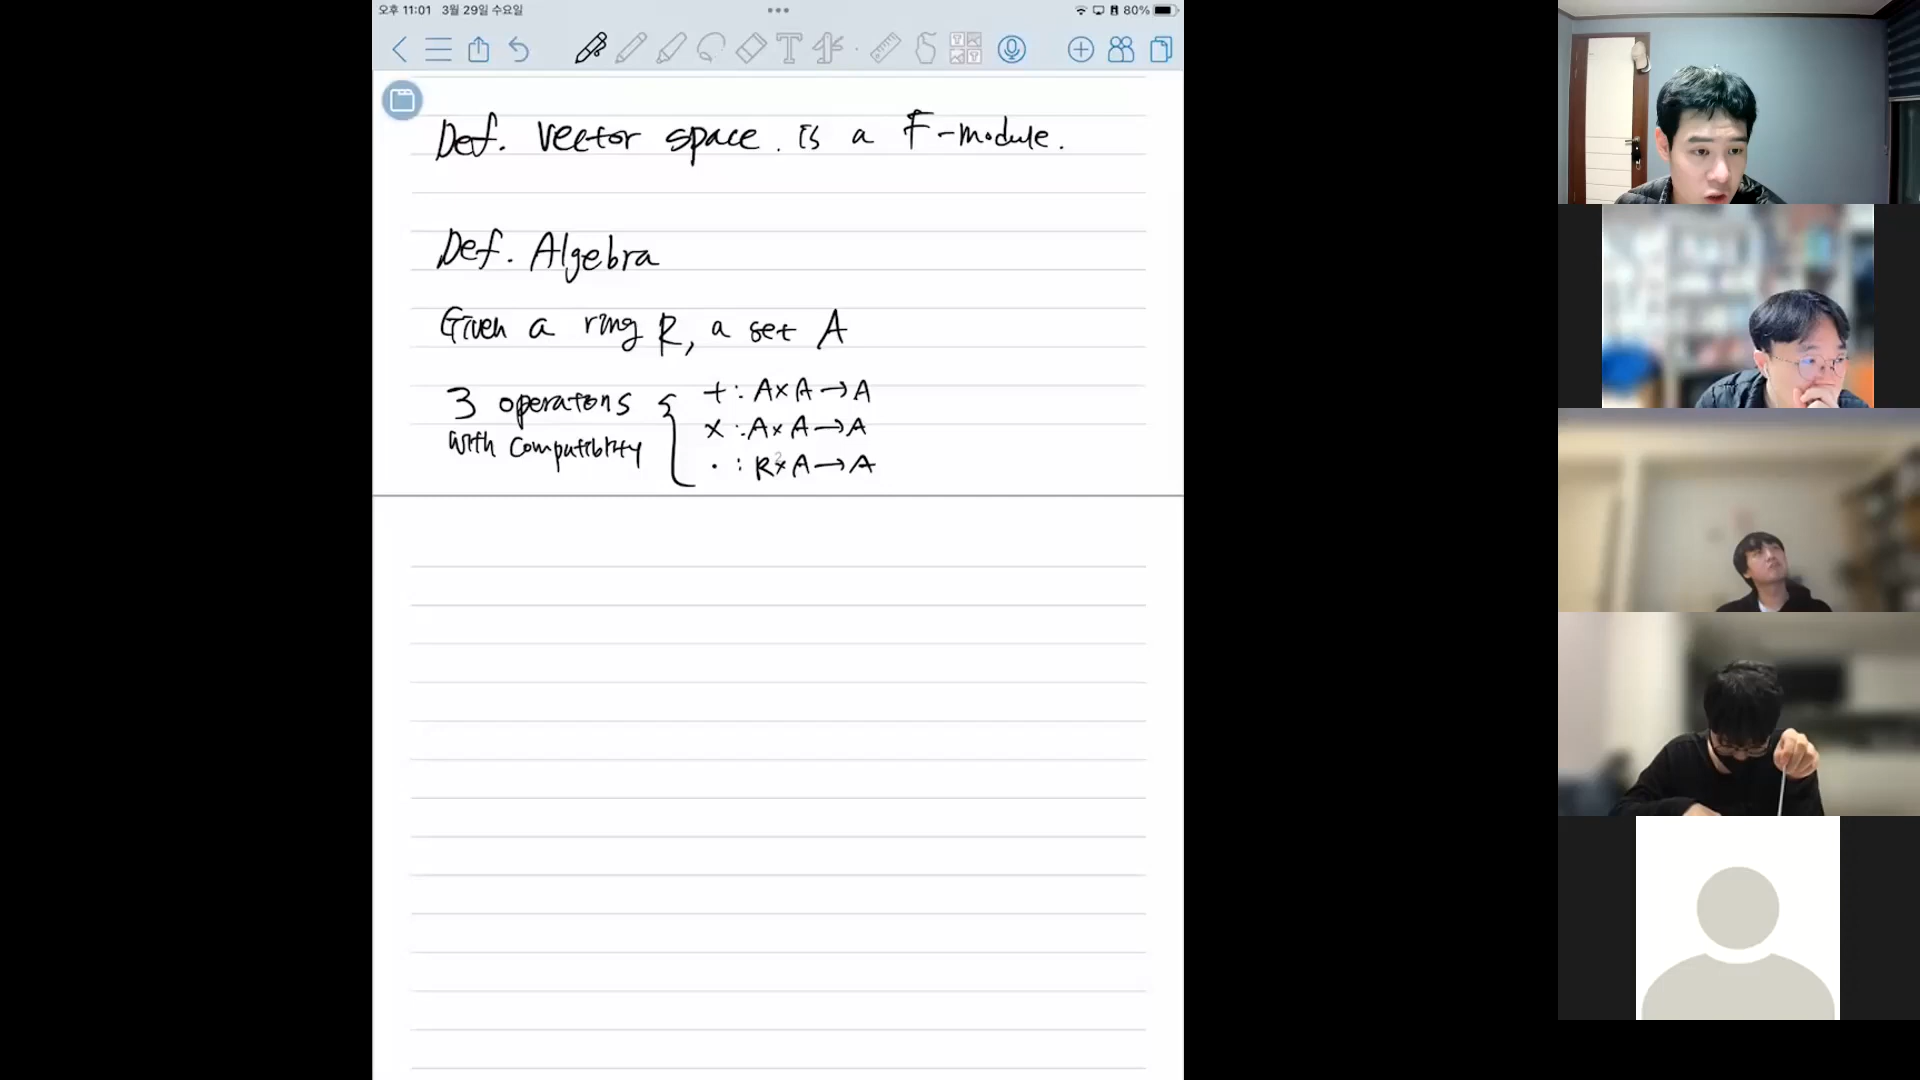 오후 11:01 3월 29일 수요일
80%
Def. vector space. is a F-module.
Def. Algebra
Given a ring R, a set A
3 operations with compatiblity
+ : A×A→A
× : A×A→A
· : R×A→A